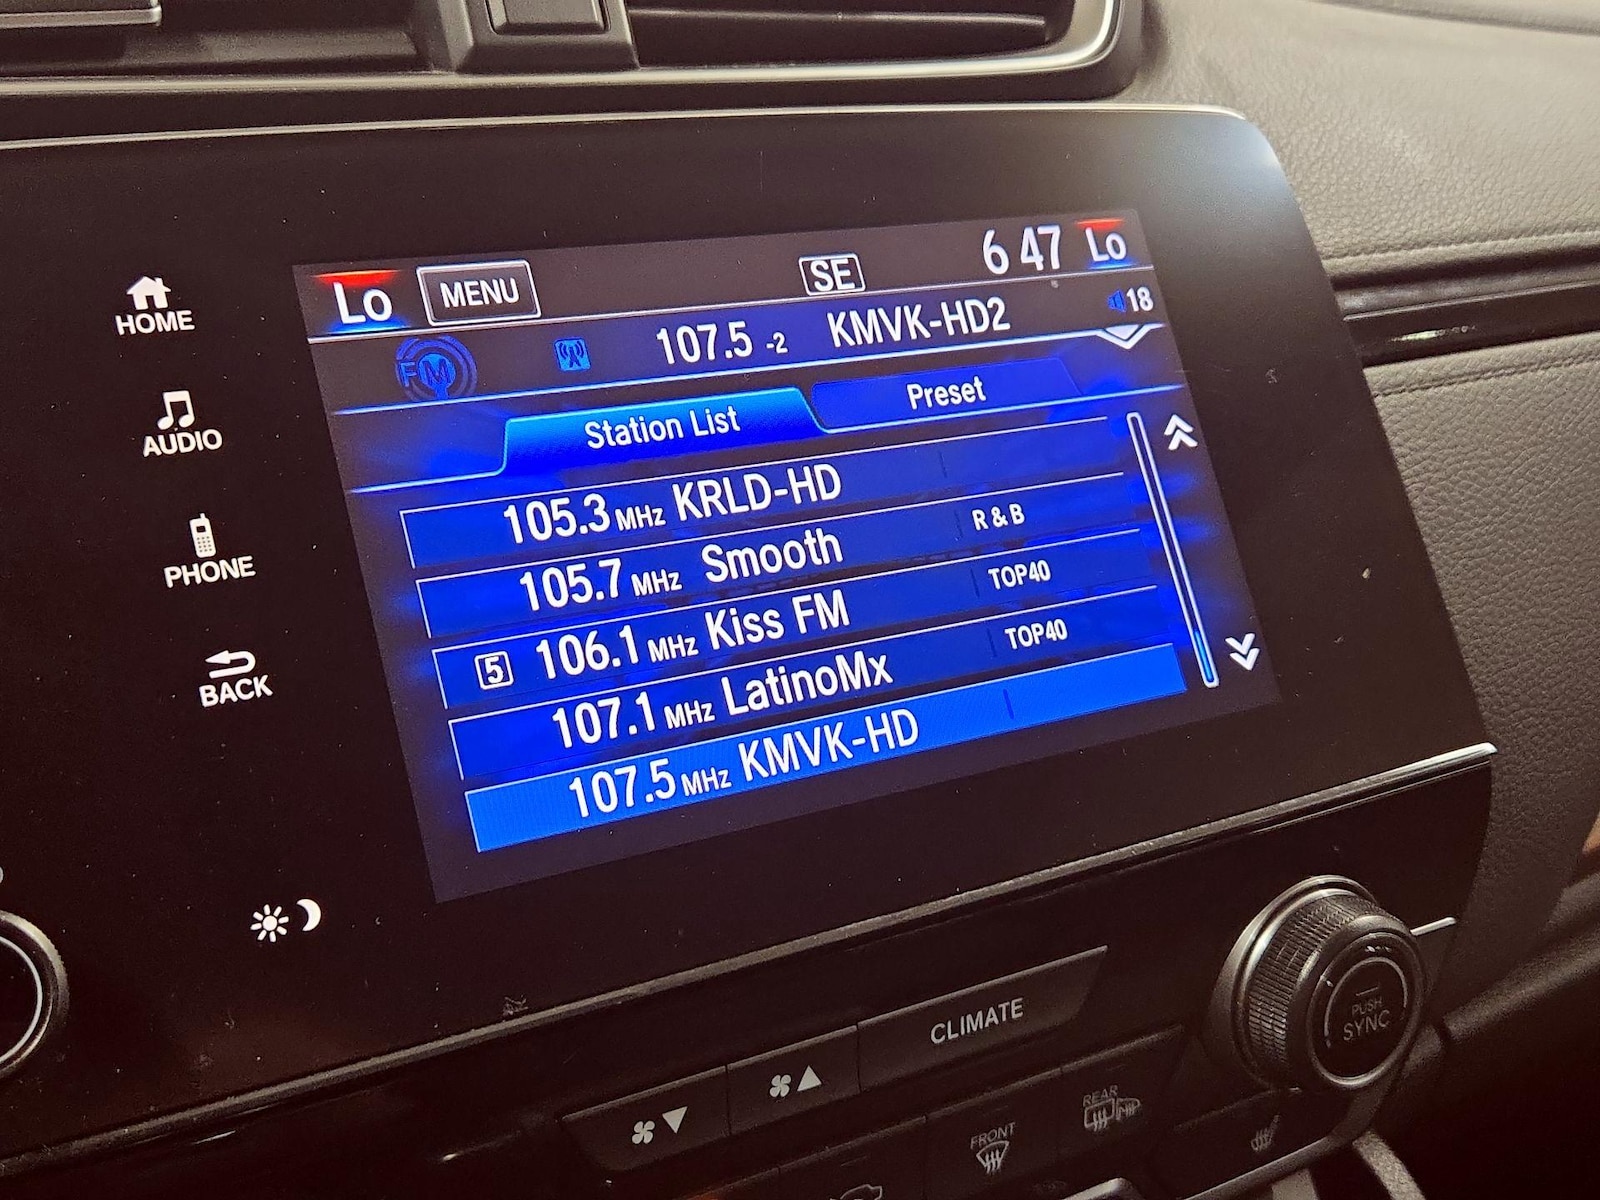 Lo MENU SE 6 47 Lo
FM 107.5 -2 KMVK-HD2 18
Station List Preset
105.3 MHz KRLD-HD
105.7 MHz Smooth R & B
5 106.1 MHz Kiss FM TOP40
107.1 MHz LatinoMx TOP40
107.5 MHz KMVK-HD
HOME
AUDIO
PHONE
BACK
CLIMATE
PUSH
SYNC
FRONT
REAR